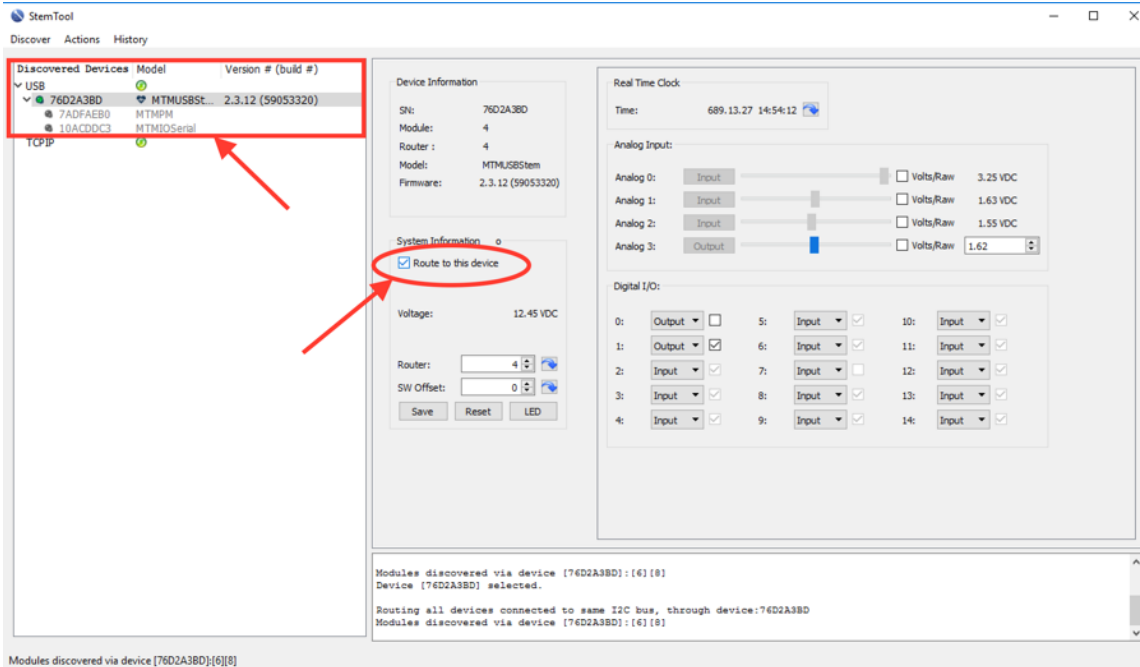 StemTool
Discover Actions History
Discovered Devices Model Version # (build #)
USB
76D2A3BD MTMUSBSt... 2.3.12 (59053320)
7ADFAEB0 MTMPM
10ACDDC3 MTMIOSerial
TCPIP
Device Information
SN: 76D2A3BD
Module: 4
Router : 4
Model: MTMUSBStem
Firmware: 2.3.12 (59053320)
System Information o
Route to this device
Voltage: 12.45 VDC
Router: 4
SW Offset: 0
Save Reset LED
Real Time Clock
Time: 689.13.27 14:54:12
Analog Input:
Analog 0: Input Volts/Raw 3.25 VDC
Analog 1: Input Volts/Raw 1.63 VDC
Analog 2: Input Volts/Raw 1.55 VDC
Analog 3: Output Volts/Raw 1.62
Digital I/O:
0: Output 5: Input 10: Input
1: Output 6: Input 11: Input
2: Input 7: Input 12: Input
3: Input 8: Input 13: Input
4: Input 9: Input 14: Input
Modules discovered via device [76D2A3BD]:[6][8]
Device [76D2A3BD] selected.
Routing all devices connected to same I2C bus, through device:76D2A3BD
Modules discovered via device [76D2A3BD]:[6][8]
Modules discovered via device [76D2A3BD]:[6][8]